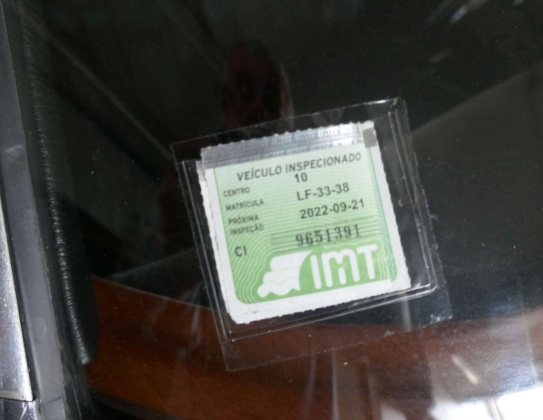 VEÍCULO INSPECIONADO
CENTRO 10
MATRÍCULA LF-33-38
PRÓXIMA INSPEÇÃO 2022-09-21
CI 9651391
IMT